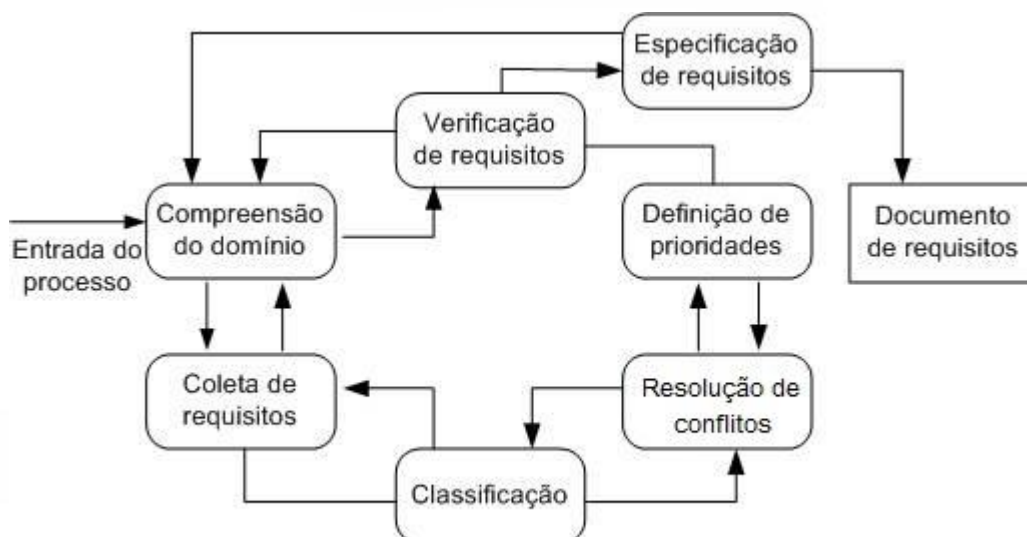 Especificação
de requisitos
Verificação
de requisitos
Compreensão
do domínio
Definição de
prioridades
Documento
de requisitos
Entrada do
processo
Coleta de
requisitos
Resolução de
conflitos
Classificação